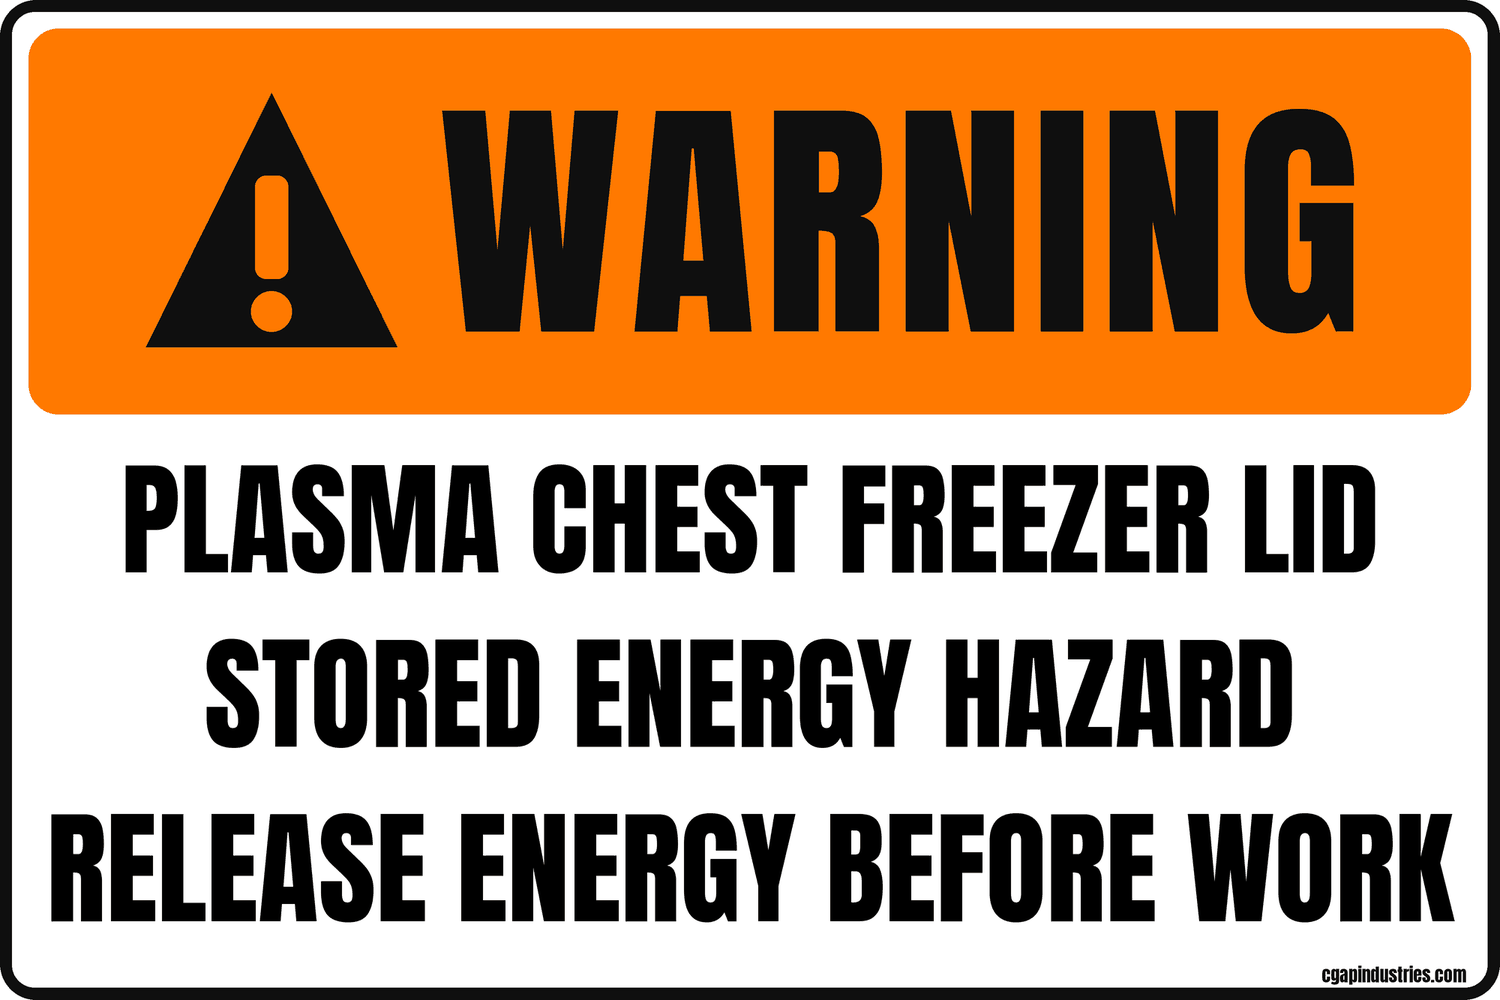 WARNING
PLASMA CHEST FREEZER LID
STORED ENERGY HAZARD
RELEASE ENERGY BEFORE WORK
cgapindustries.com